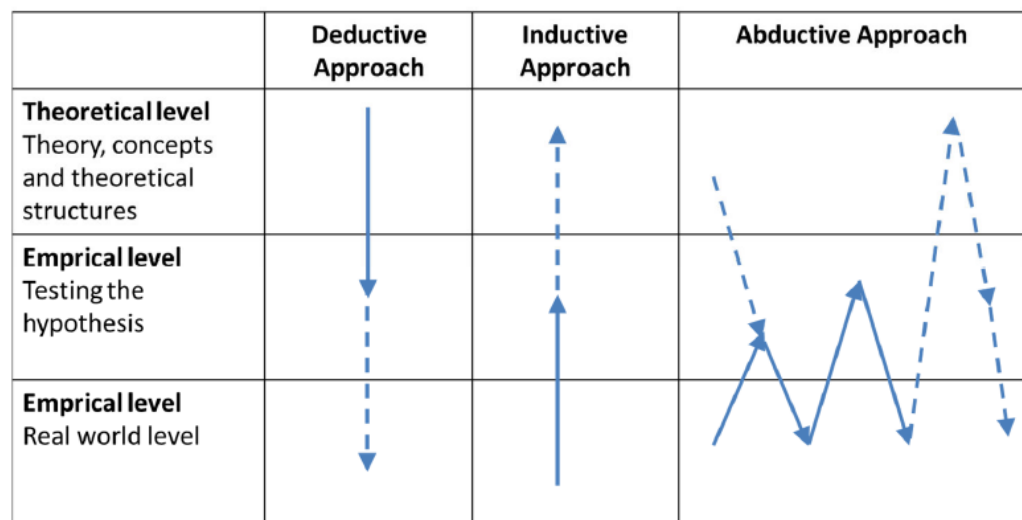 Deductive
Approach
Inductive
Approach
Abductive Approach
Theoretical level
Theory, concepts
and theoretical
structures
Emprical level
Testing the
hypothesis
Emprical level
Real world level